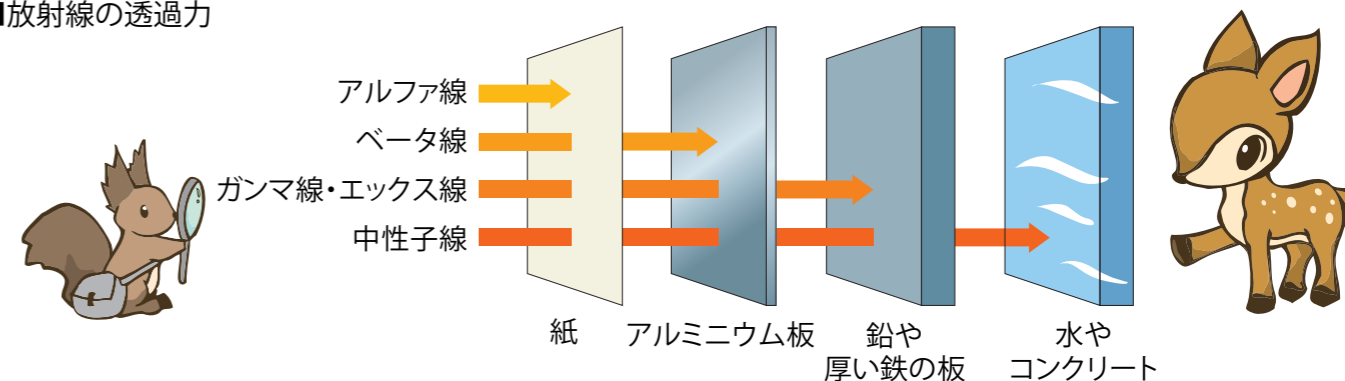 放射線の透過力
アルファ線
ベータ線
ガンマ線・エックス線
中性子線
紙
アルミニウム板
鉛や
厚い鉄の板
水や
コンクリート